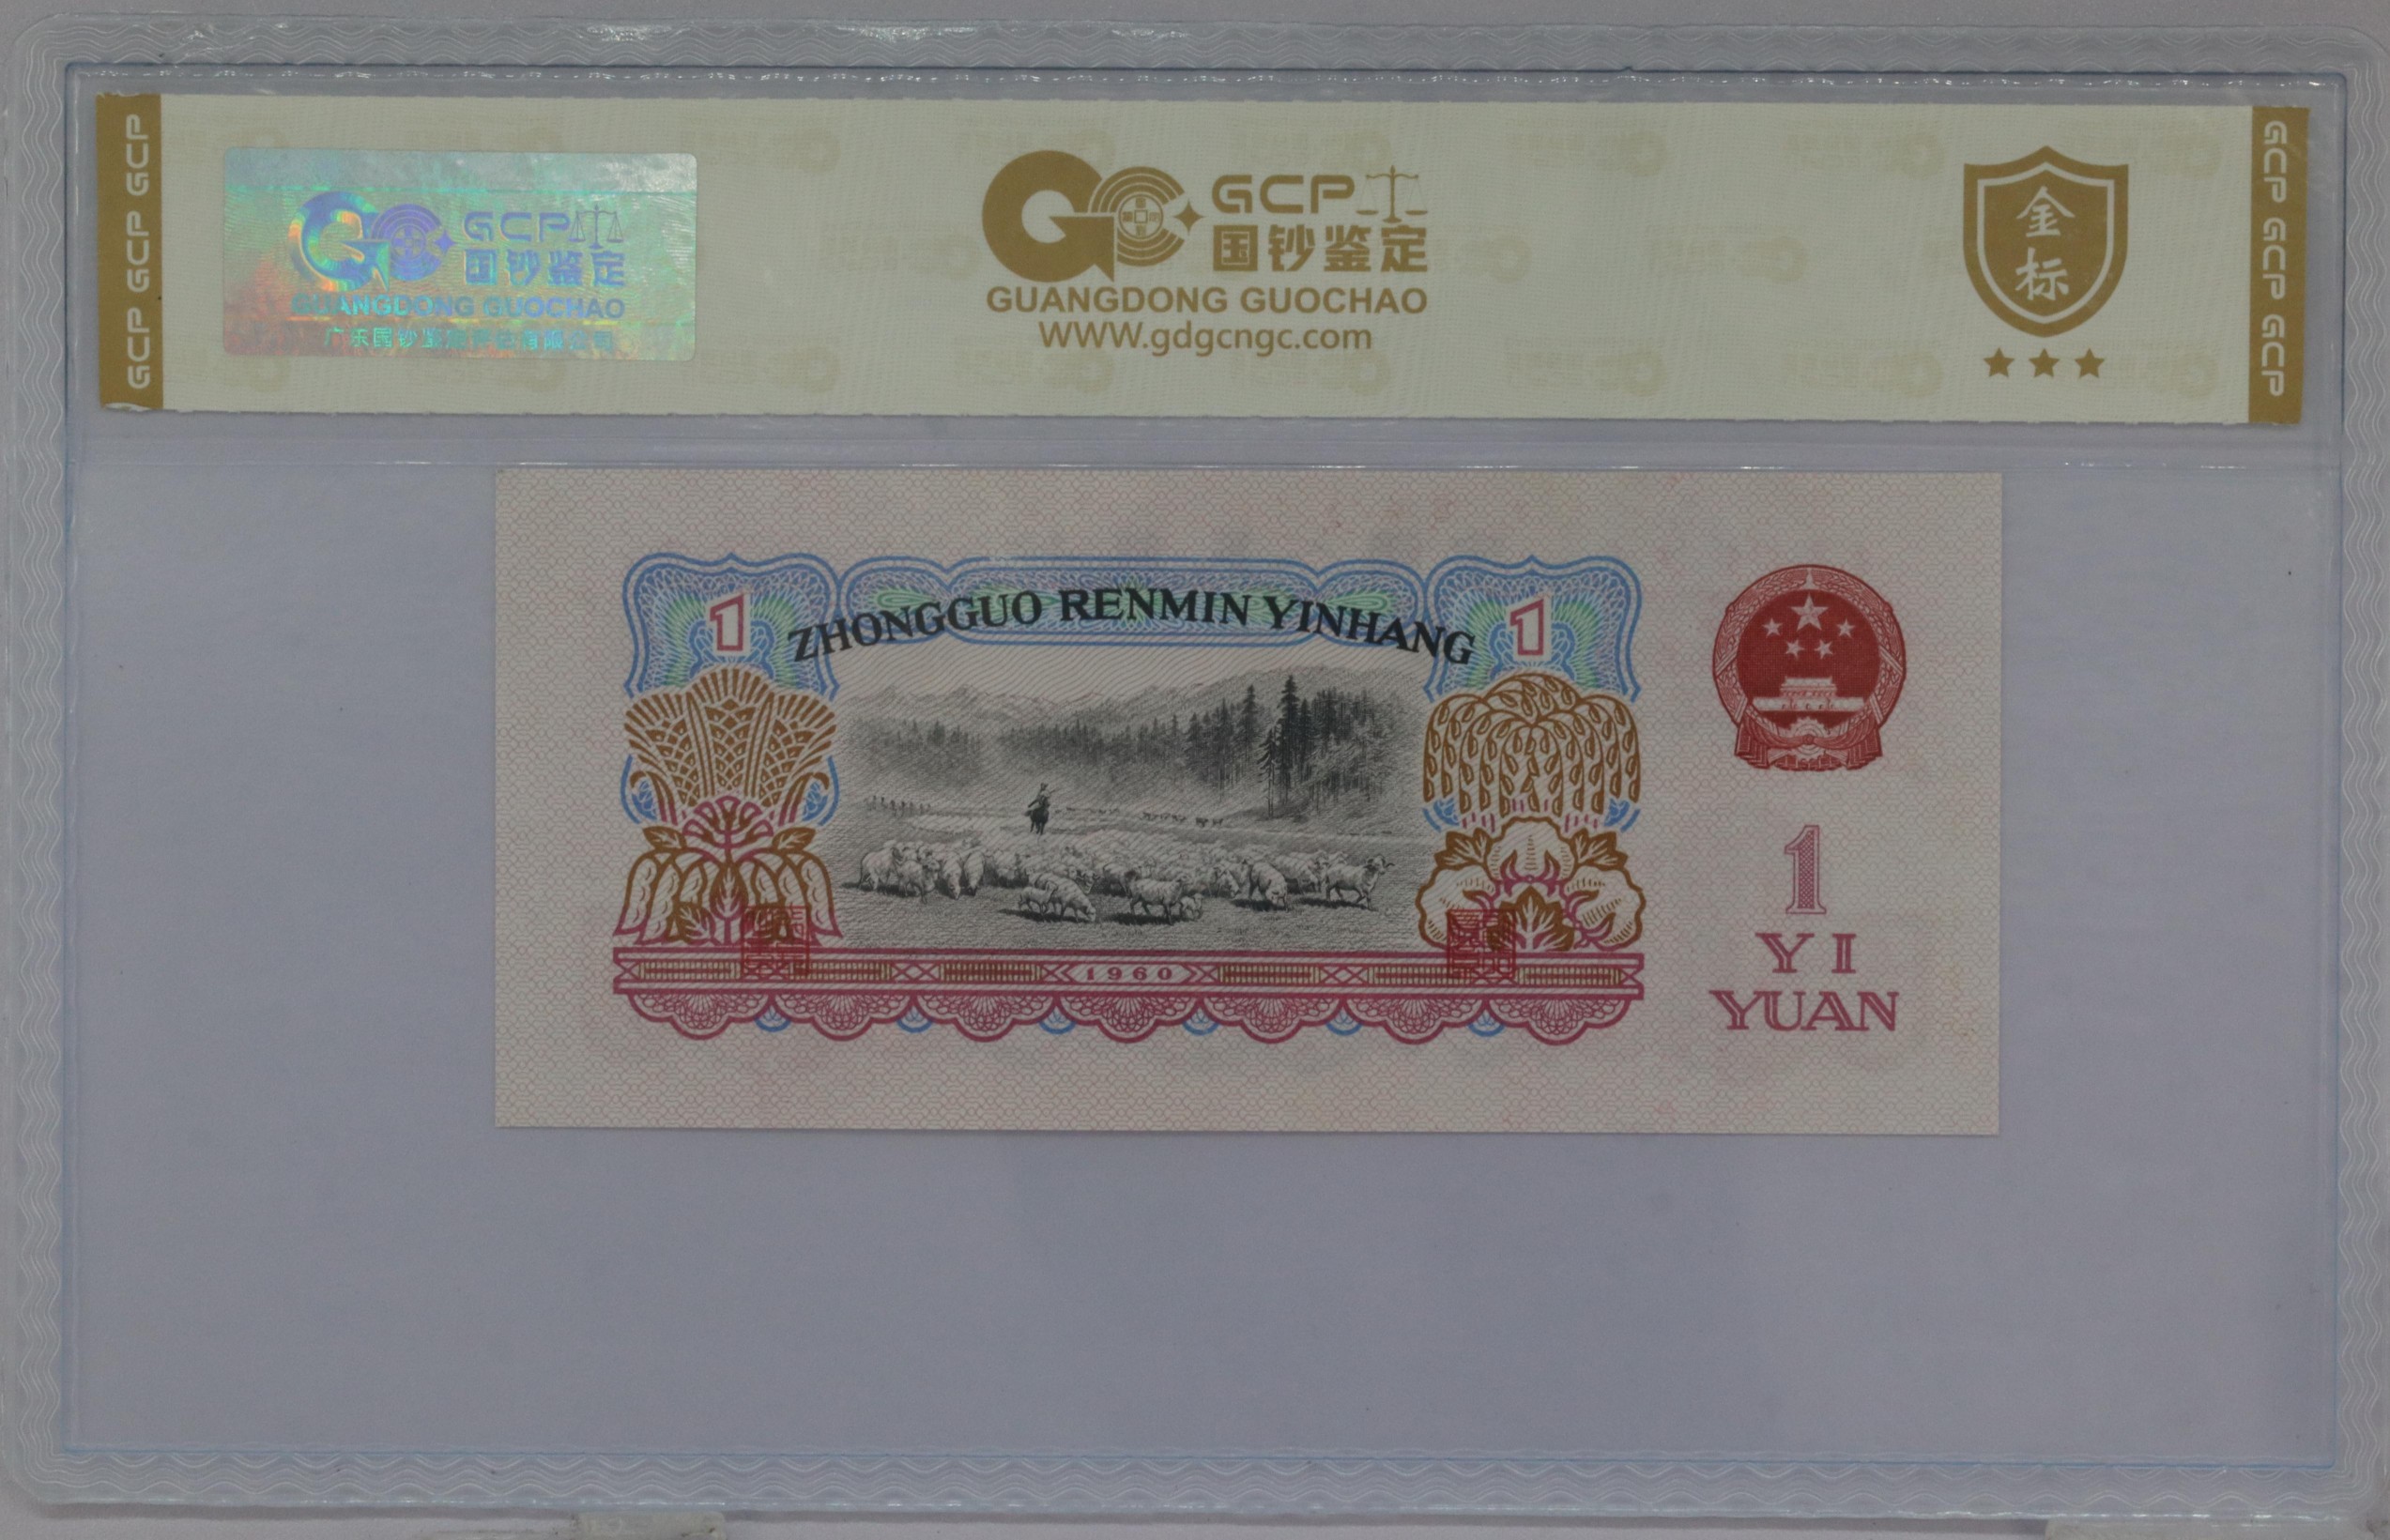 GCP GCP GCP
GCP
国钞鉴定
GUANGDONG GUOCHAO
GCP
国钞鉴定
GUANGDONG GUOCHAO
WWW.gdgcngc.com
金
标
GCP GCP GCP
1
ZHONGGUO RENMIN YINHANG
1
1960
1
YI
YUAN